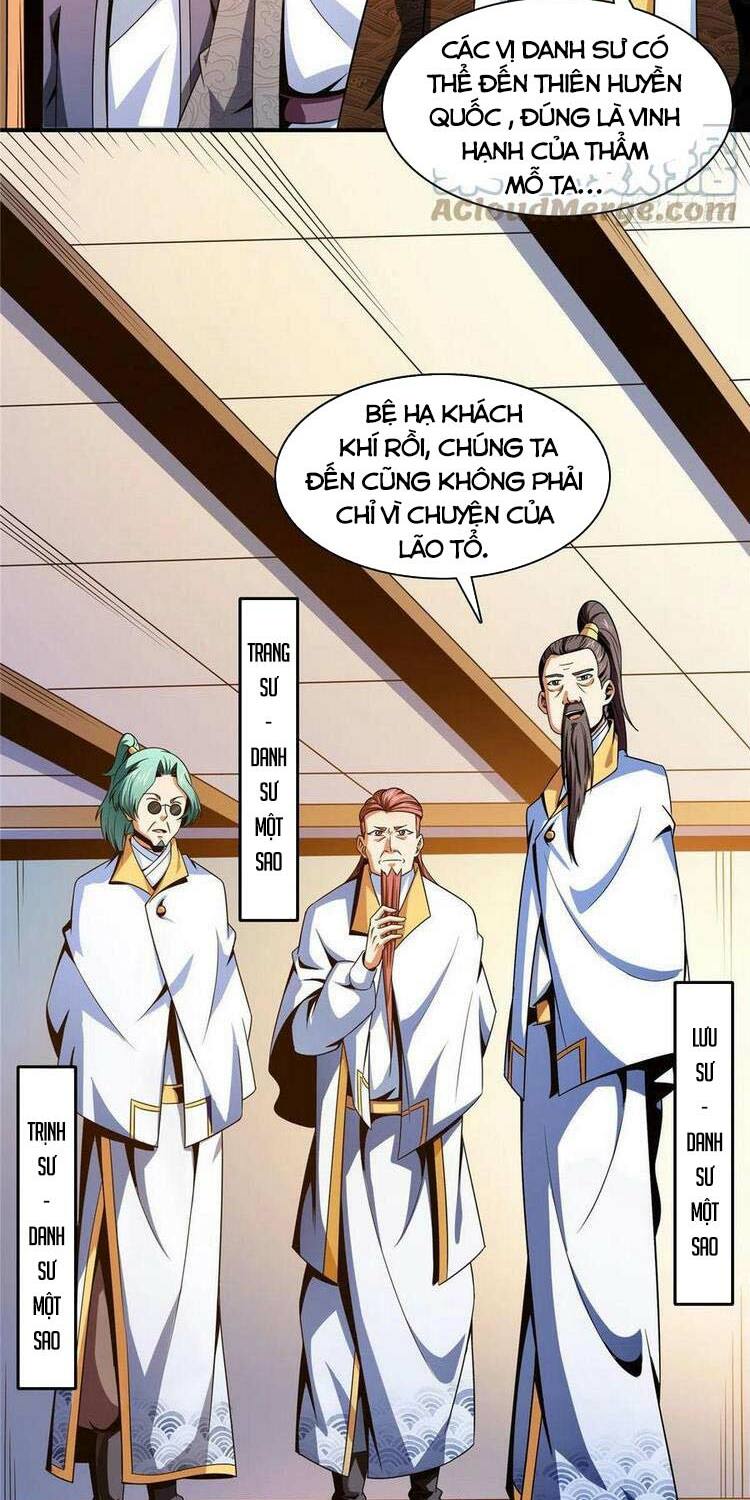 CÁC VỊ DANH SƯ CÓ
THỂ ĐẾN THIÊN HUYỀN
QUỐC , ĐÚNG LÀ VINH
HẠNH CỦA THẨM
MỖ TA...
AcloudMerge.com
BỆ HẠ KHÁCH
KHÍ RỒI, CHÚNG TA
ĐẾN CŨNG KHÔNG PHẢI
CHỈ VÌ CHUYỆN CỦA
LÃO TỔ.
TRANG
SƯ
-
DANH
SƯ
MỘT
SAO
LƯU
SƯ
-
DANH
SƯ
MỘT
SAO
TRỊNH
SƯ
-
DANH
SƯ
MỘT
SAO